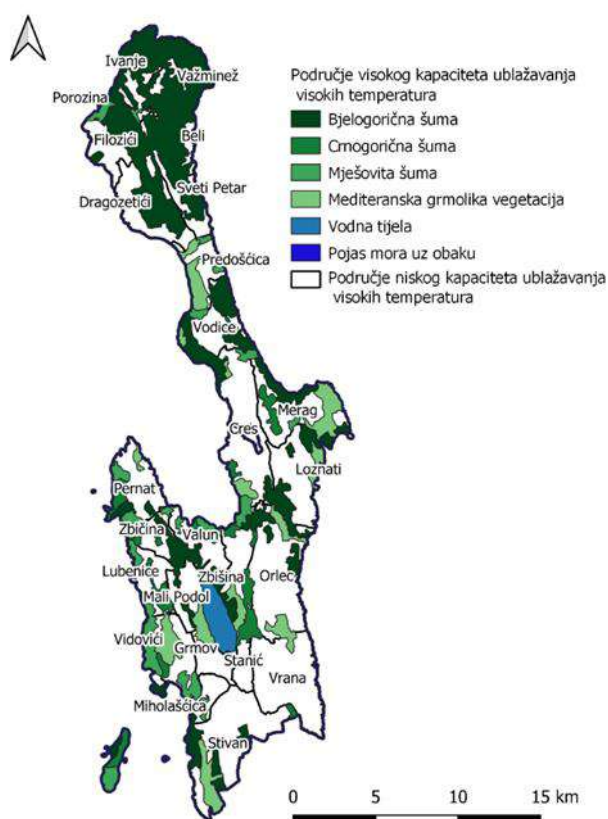 Ivanje
Važminež
Porozina
Filozići
Beli
Dragozetići
Sveti Petar
Predošćica
Vodice
Merag
Cres
Loznati
Pernat
Zbičina
Valun
Lubenice
Zbišina
Orlec
Mali Podol
Vidovići
Grmov
Stanić
Vrana
Miholašćica
Stivan
Područje visokog kapaciteta ublažavanja
visokih temperatura
Bjelogorična šuma
Crnogorična šuma
Mješovita šuma
Mediteranska grmolika vegetacija
Vodna tijela
Pojas mora uz obaku
Područje niskog kapaciteta ublažavanja
visokih temperatura
0 5 10 15 km